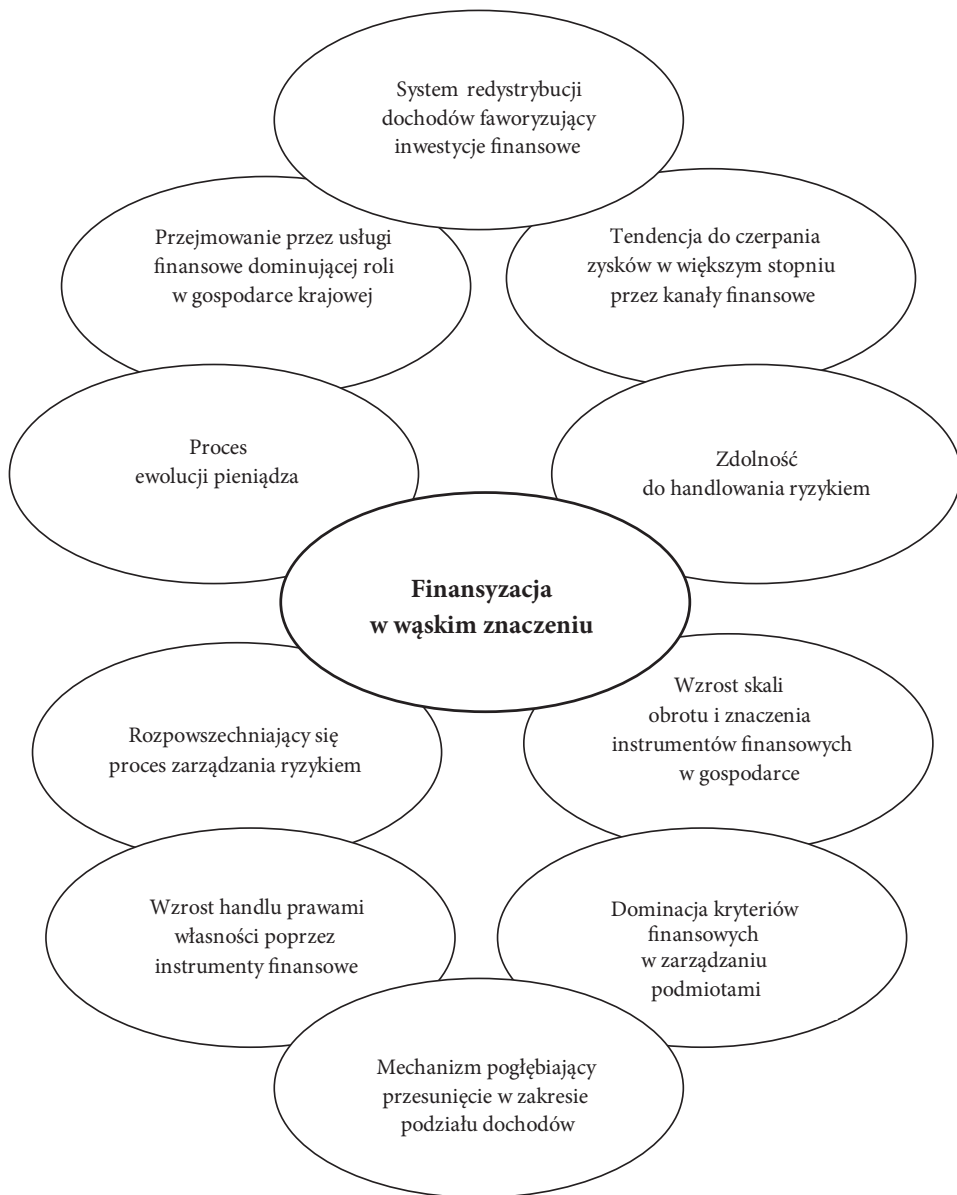 System redystrybucji
dochodów faworyzujący
inwestycje finansowe
Przejmowanie przez usługi
finansowe dominującej roli
w gospodarce krajowej
Tendencja do czerpania
zysków w większym stopniu
przez kanały finansowe
Proces
ewolucji pieniądza
Zdolność
do handlowania ryzykiem
Finansyzacja
w wąskim znaczeniu
Rozpowszechniający się
proces zarządzania ryzykiem
Wzrost skali
obrotu i znaczenia
instrumentów finansowych
w gospodarce
Wzrost handlu prawami
własności poprzez
instrumenty finansowe
Dominacja kryteriów
finansowych
w zarządzaniu
podmiotami
Mechanizm pogłębiający
przesunięcie w zakresie
podziału dochodów